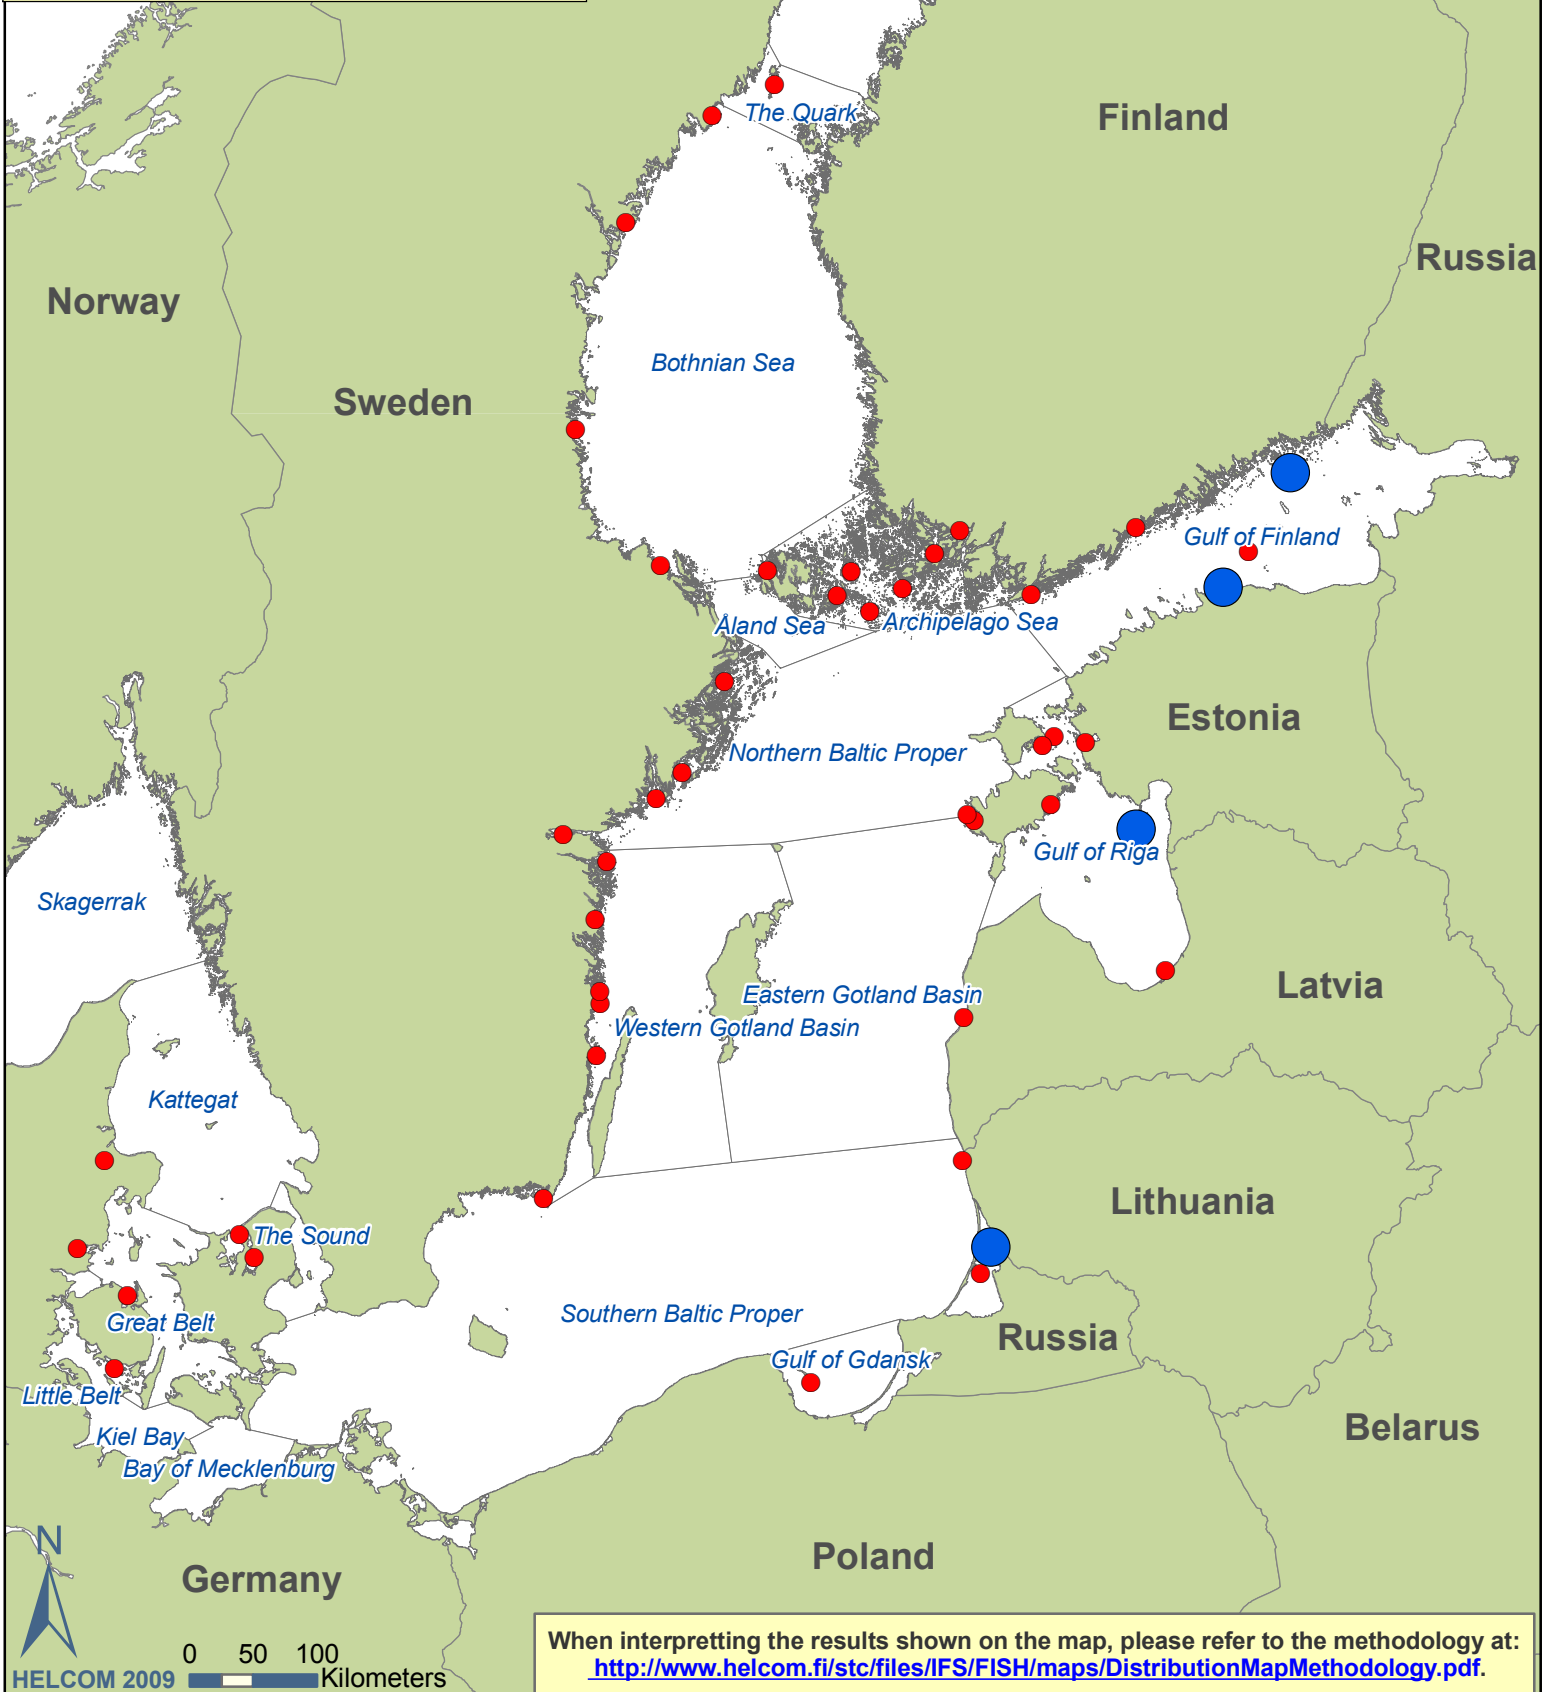 The Quark
Finland
Russia
Norway
Bothnian Sea
Sweden
Gulf of Finland
Åland Sea
Archipelago Sea
Estonia
Northern Baltic Proper
Gulf of Riga
Skagerrak
Latvia
Eastern Gotland Basin
Western Gotland Basin
Kattegat
Lithuania
The Sound
Southern Baltic Proper
Great Belt
Russia
Gulf of Gdansk
Little Belt
Belarus
Kiel Bay
Bay of Mecklenburg
N
Poland
Germany
When interpretting the results shown on the map, please refer to the methodology at:
http://www.helcom.fi/stc/files/IFS/FISH/maps/DistributionMapMethodology.pdf.
0 50 100
HELCOM 2009 Kilometers